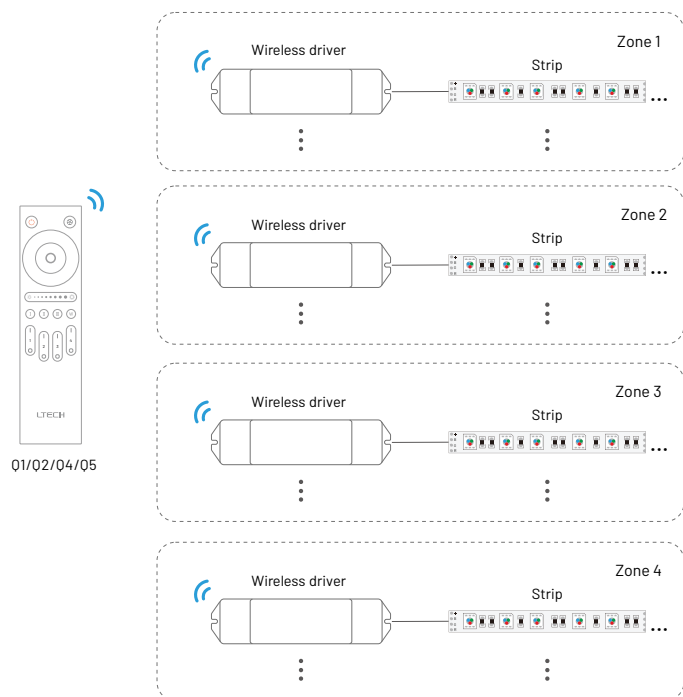 Zone 1
Wireless driver
Strip
Zone 2
Wireless driver
Strip
LTECH
Q1/Q2/Q4/Q5
Zone 3
Wireless driver
Strip
Zone 4
Wireless driver
Strip